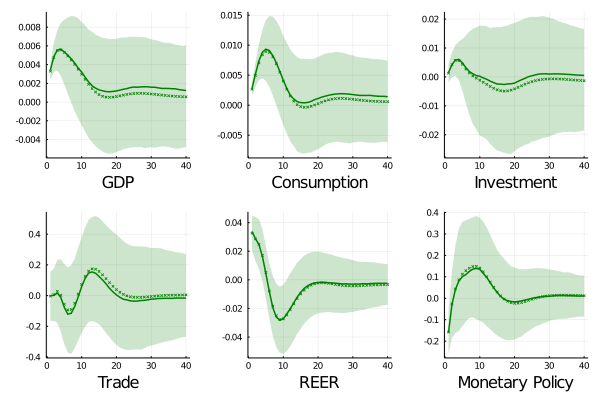 0.008
0.006
0.004
0.002
0.000
-0.002
-0.004
0 10 20 30 40
GDP
0.015
0.010
0.005
0.000
-0.005
0 10 20 30 40
Consumption
0.02
0.01
0.00
-0.01
-0.02
0 10 20 30 40
Investment
0.4
0.2
0.0
-0.2
-0.4
0 10 20 30 40
Trade
0.04
0.02
0.00
-0.02
-0.04
0 10 20 30 40
REER
0.4
0.3
0.2
0.1
0.0
-0.1
-0.2
0 10 20 30 40
Monetary Policy